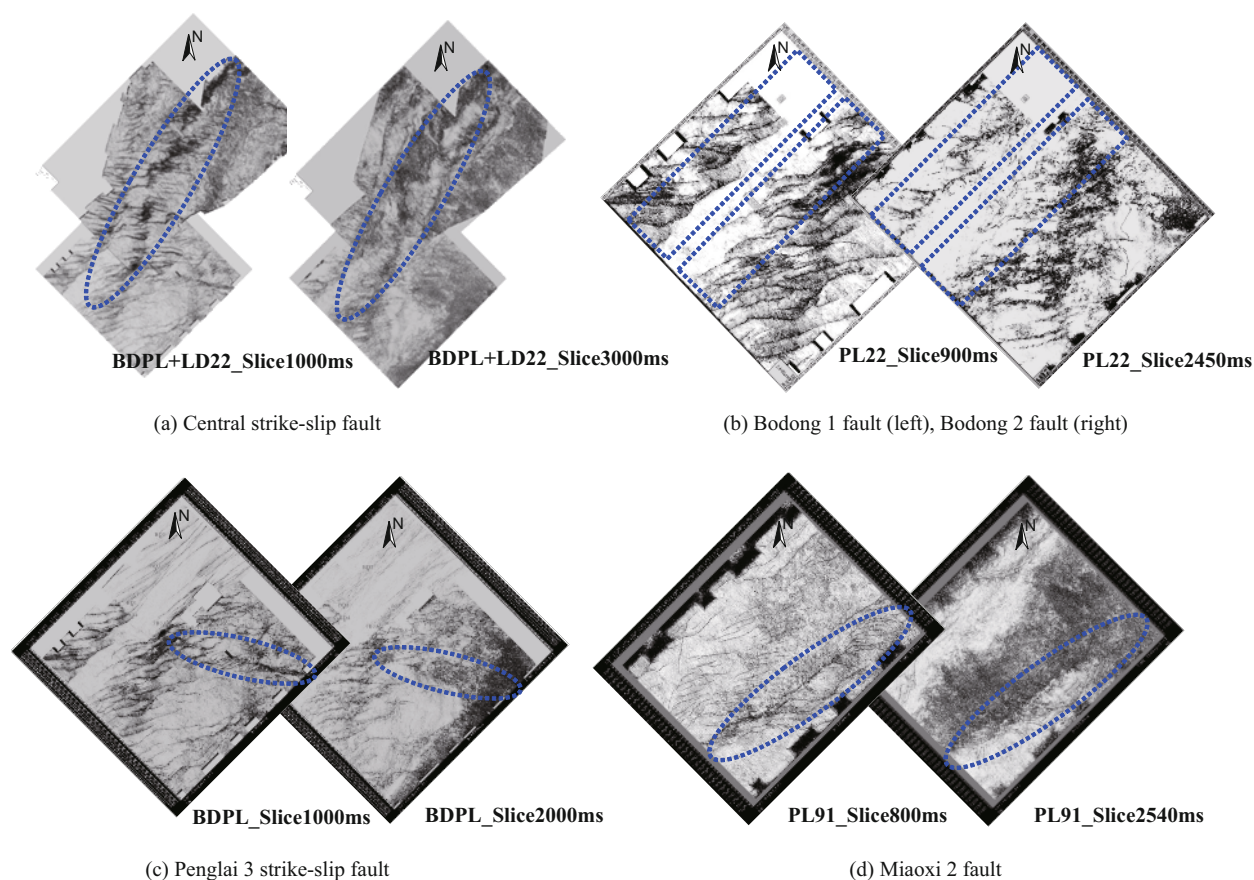 N
N
N
N
BDPL+LD22_Slice1000ms
BDPL+LD22_Slice3000ms
PL22_Slice900ms
PL22_Slice2450ms
(a) Central strike-slip fault
(b) Bodong 1 fault (left), Bodong 2 fault (right)
N
N
N
N
BDPL_Slice1000ms
BDPL_Slice2000ms
PL91_Slice800ms
PL91_Slice2540ms
(c) Penglai 3 strike-slip fault
(d) Miaoxi 2 fault